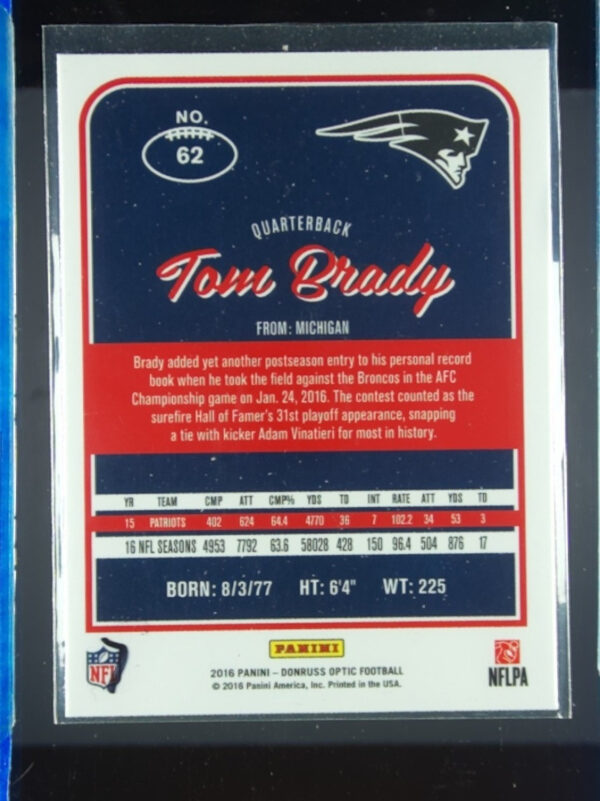 NO.
62
QUARTERBACK
Tom Brady
FROM: MICHIGAN
Brady added yet another postseason entry to his personal record
book when he took the field against the Broncos in the AFC
Championship game on Jan. 24, 2016. The contest counted as the
surefire Hall of Famer's 31st playoff appearance, snapping
a tie with kicker Adam Vinatieri for most in history.
YR TEAM CMP ATT CMP% YDS TD INT RATE ATT YDS TD
15 PATRIOTS 402 624 64.4 4770 36 7 102.2 34 53 3
16 NFL SEASONS 4953 7792 63.6 58028 428 150 96.4 504 876 17
BORN: 8/3/77 HT: 6'4" WT: 225
PANINI
NFL
2016 PANINI – DONRUSS OPTIC FOOTBALL
© 2016 Panini America, Inc. Printed in the USA.
NFLPA